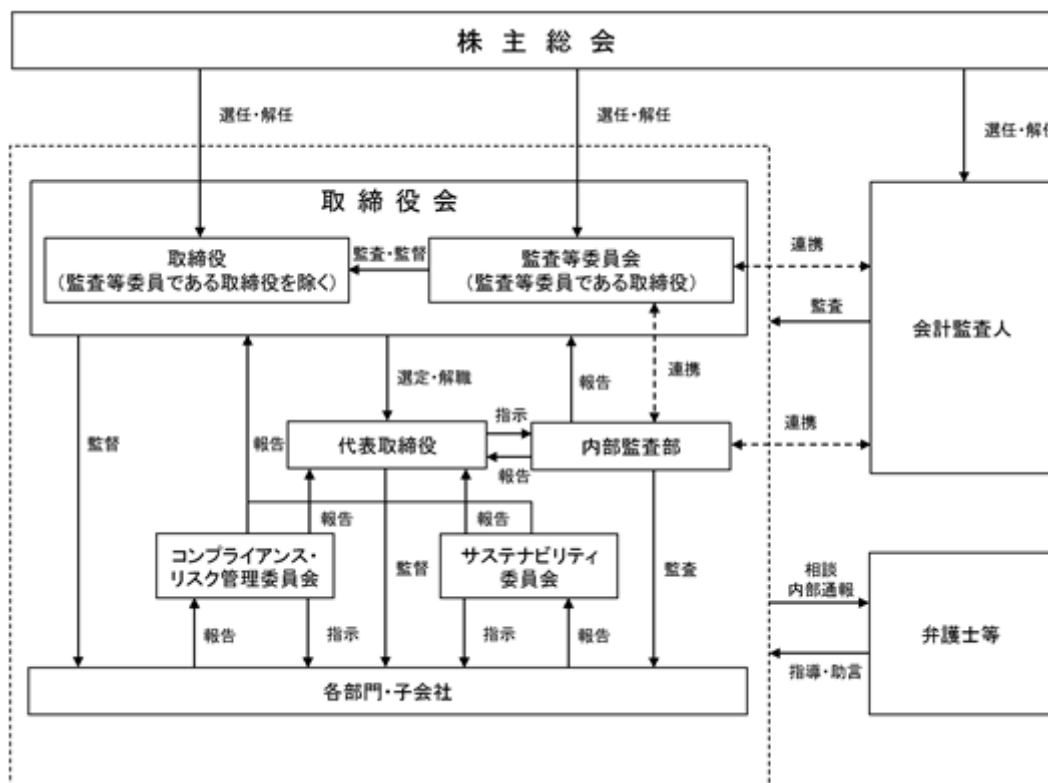 株主総会
選任・解任
選任・解任
選任・解任
取締役会
取締役
（監査等委員である取締役を除く）
監査・監督
監査等委員会
（監査等委員である取締役）
連携
監査
会計監査人
選定・解職
連携
報告
監督
報告
代表取締役
指示
報告
内部監査部
連携
報告
報告
コンプライアンス・
リスク管理委員会
監督
サステナビリティ
委員会
監査
相談
内部通報
弁護士等
指導・助言
報告
指示
指示
報告
各部門・子会社